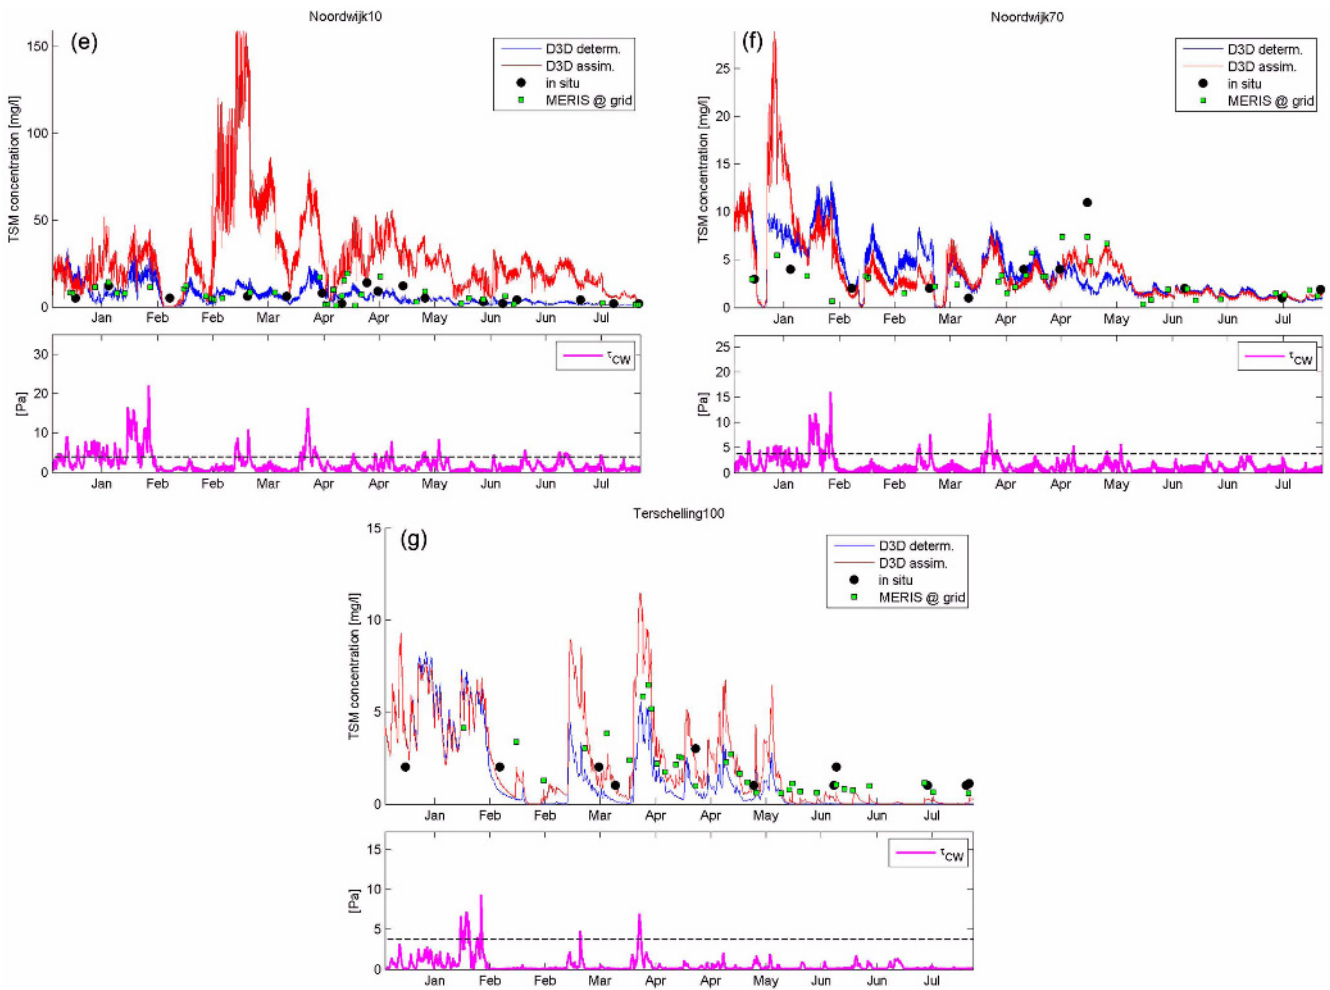 Noordwijk10
(e)
TSM concentration [mg/l]
150
100
50
0
D3D determ.
D3D assim.
in situ
MERIS @ grid
Jan Feb Feb Mar Apr Apr May Jun Jun Jul
[Pa]
30
20
10
0
τCW
Jan Feb Feb Mar Apr Apr May Jun Jun Jul
Noordwijk70
(f)
TSM concentration [mg/l]
25
20
15
10
5
0
D3D determ.
D3D assim.
in situ
MERIS @ grid
Jan Feb Feb Mar Apr Apr May Jun Jun Jul
[Pa]
25
20
15
10
5
0
τCW
Jan Feb Feb Mar Apr Apr May Jun Jun Jul
Terschelling100
(g)
TSM concentration [mg/l]
15
10
5
0
D3D determ.
D3D assim.
in situ
MERIS @ grid
Jan Feb Feb Mar Apr Apr May Jun Jun Jul
[Pa]
15
10
5
0
τCW
Jan Feb Feb Mar Apr Apr May Jun Jun Jul